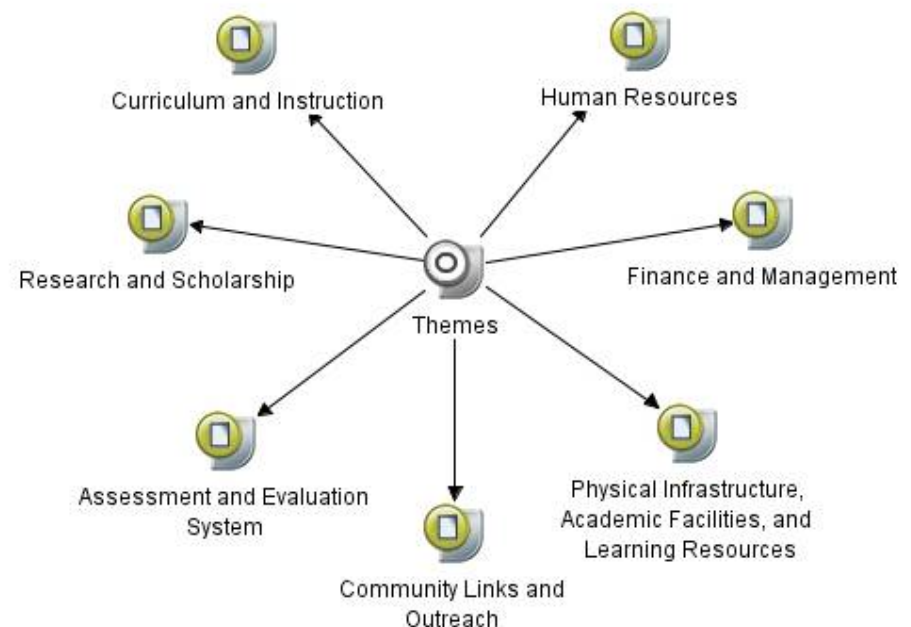 Curriculum and Instruction
Human Resources
Research and Scholarship
Finance and Management
Themes
Assessment and Evaluation
System
Physical Infrastructure,
Academic Facilities, and
Learning Resources
Community Links and
Outreach